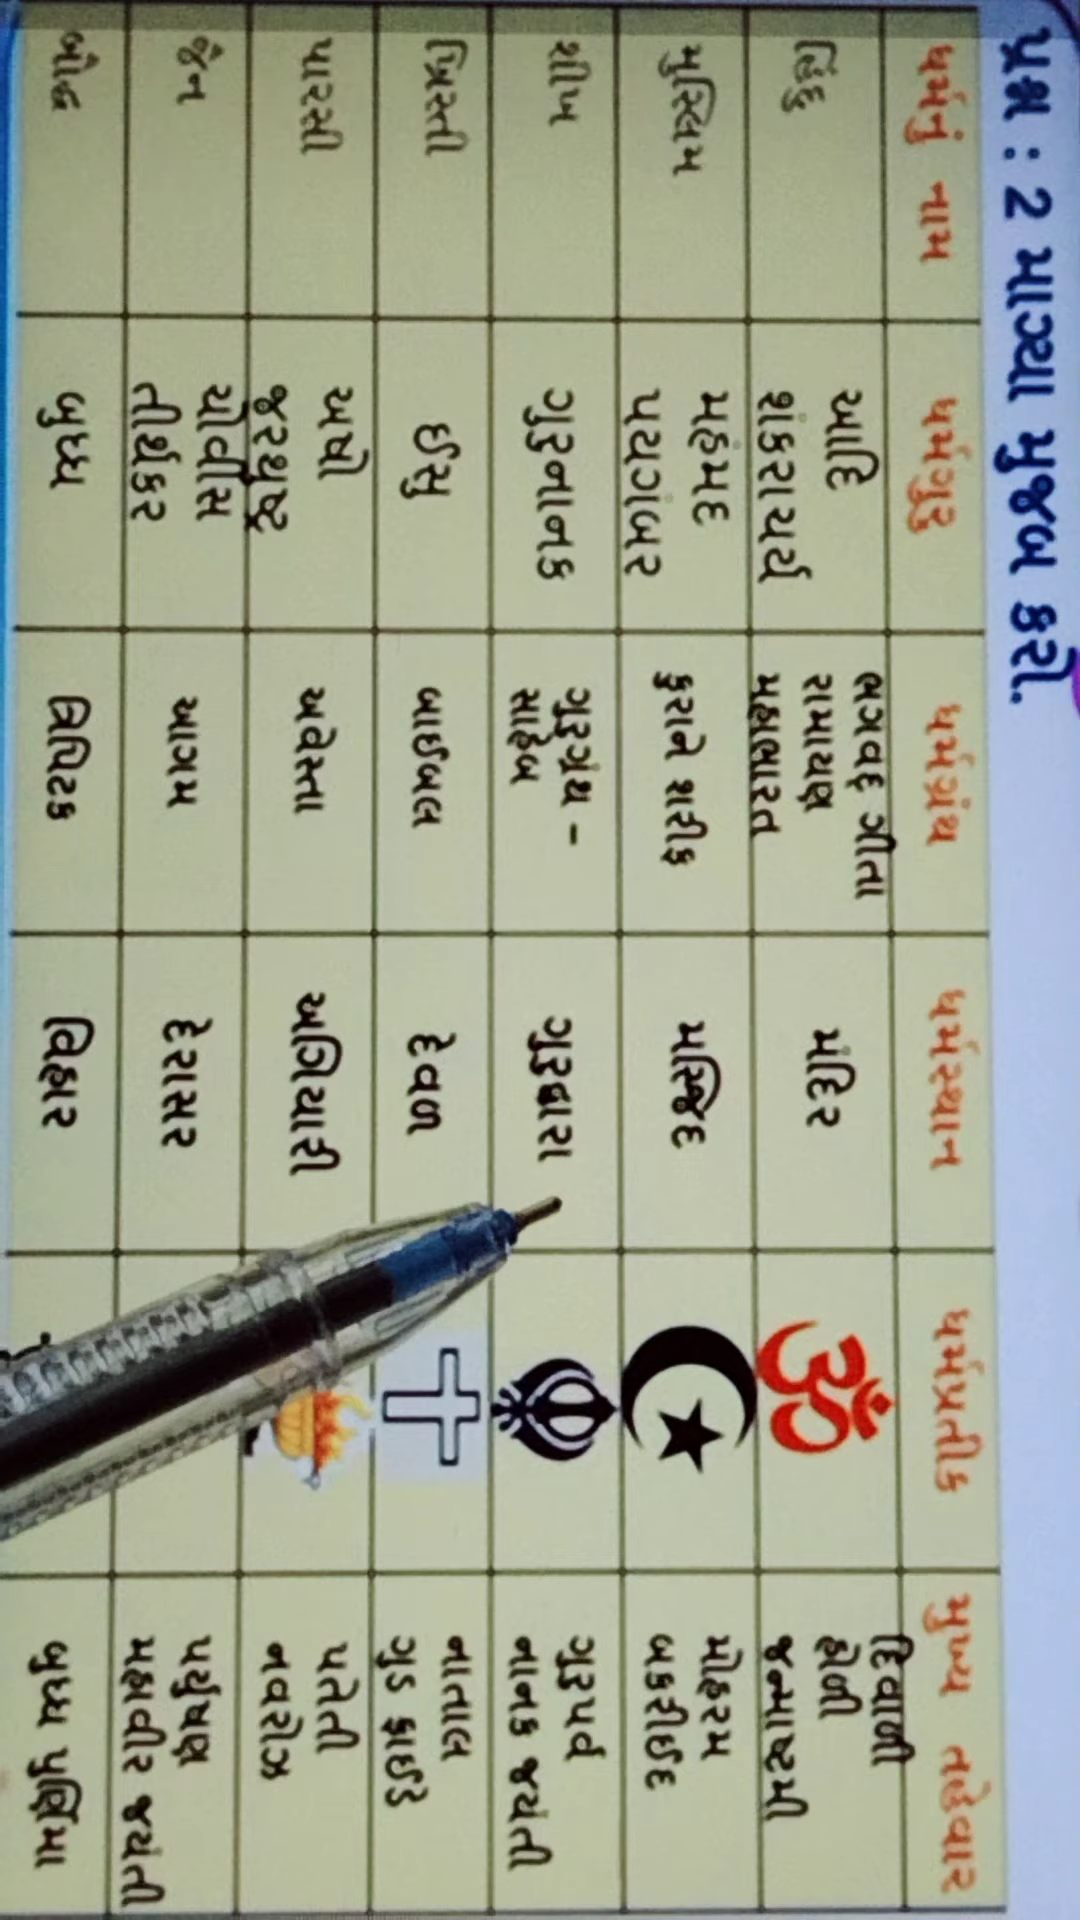 પ્રશ્ન : 2 માગ્યા મુજબ કરો.
ધર્મનું નામ ધર્મગુરુ ધર્મગ્રંથ ધર્મસ્થાન ધર્મપ્રતીક મુખ્ય તહેવાર
હિંદુ આદિ શંકરાચર્ય ભગવદ્ ગીતા રામાયણ મહાભારત મંદિર દિવાળી હોળી જન્માષ્ટમી
મુસ્લિમ મહંમદ પયગંબર કુરાને શરીફ મસ્જિદ મોહરમ બકરીઈદ
શીખ ગુરુનાનક ગુરુગ્રંથ - સાહેબ ગુરુદ્વારા ગુરુપર્વ નાનક જયંતી
ખ્રિસ્તી ઈસુ બાઈબલ દેવળ નાતાલ ગુડ ફ્રાઈડે
પારસી અષો જરથુષ્ટ્ર અવેસ્તા અગિયારી પતેતી નવરોઝ
જૈન ચોવીસ તીર્થંકર આગમ દેરાસર પર્યુષણ મહાવીર જયંતી
બૌદ્ધ બુધ્ધ ત્રિપિટક વિહાર બુધ્ધ પુર્ણિમા